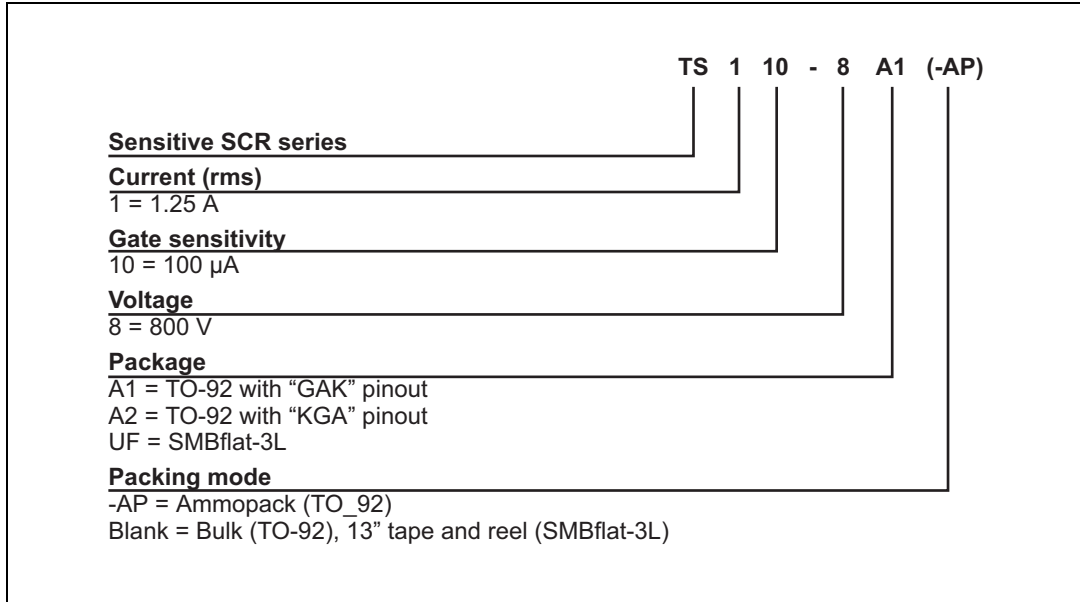 TS 1 10 - 8 A1 (-AP)
Sensitive SCR series
Current (rms)
1 = 1.25 A
Gate sensitivity
10 = 100 µA
Voltage
8 = 800 V
Package
A1 = TO-92 with “GAK” pinout
A2 = TO-92 with “KGA” pinout
UF = SMBflat-3L
Packing mode
-AP = Ammopack (TO_92)
Blank = Bulk (TO-92), 13” tape and reel (SMBflat-3L)